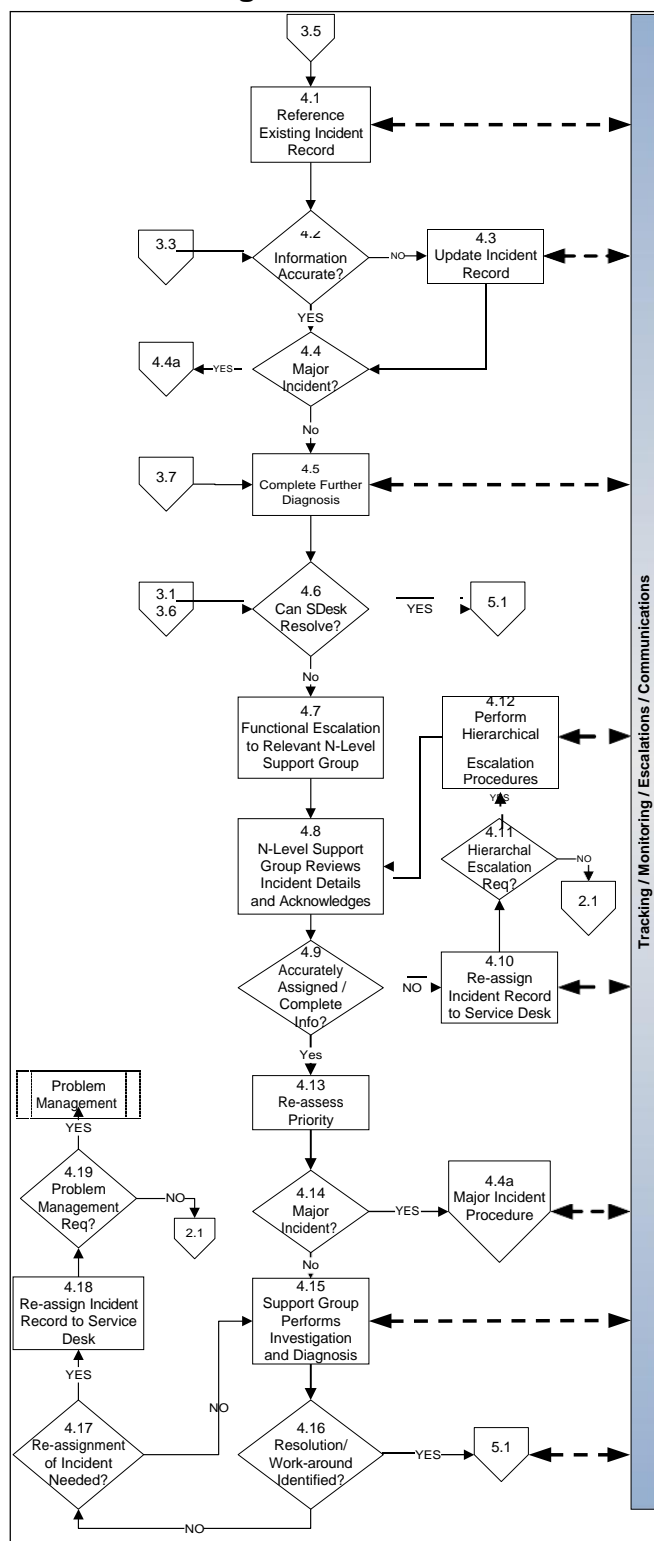 3.5
4.1
Reference
Existing Incident
Record
3.3
4.2
Information
Accurate?
NO
4.3
Update Incident
Record
YES
4.4a
YES
4.4
Major
Incident?
No
3.7
4.5
Complete Further
Diagnosis
3.1
3.6
4.6
Can SDesk
Resolve?
YES
5.1
No
4.7
Functional Escalation
to Relevant N-Level
Support Group
4.12
Perform
Hierarchical
Escalation
Procedures
YES
4.8
N-Level Support
Group Reviews
Incident Details
and Acknowledges
4.11
Hierarchal
Escalation
Req?
NO
2.1
4.9
Accurately
Assigned /
Complete
Info?
NO
4.10
Re-assign
Incident Record
to Service Desk
Yes
4.13
Re-assess
Priority
Problem
Management
YES
4.19
Problem
Management
Req?
NO
2.1
4.14
Major
Incident?
YES
4.4a
Major Incident
Procedure
No
4.18
Re-assign Incident
Record to Service
Desk
4.15
Support Group
Performs
Investigation
and Diagnosis
YES
NO
4.17
Re-assignment
of Incident
Needed?
4.16
Resolution/
Work-around
Identified?
YES
5.1
NO
Tracking / Monitoring / Escalations / Communications